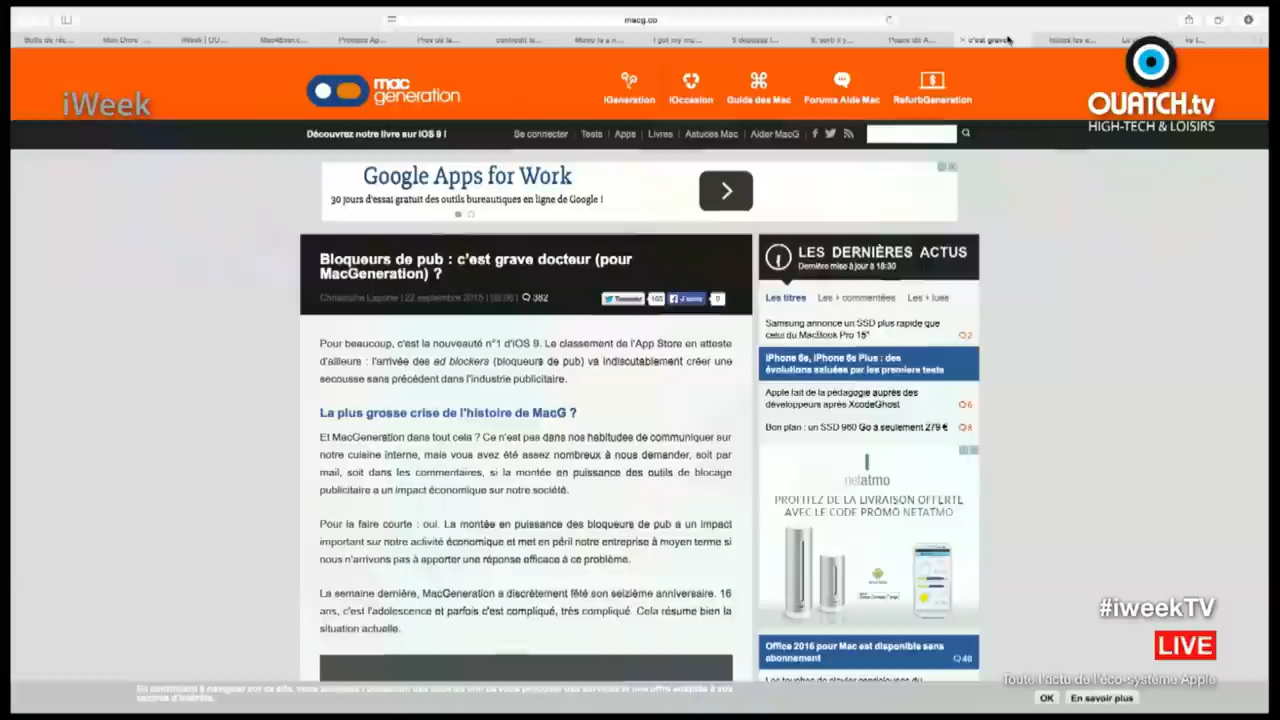 macg.co
iWeek
mac
generation
iGeneration
iOccasion
Guide des Mac
Forums Aide Mac
RefurbGeneration
OUATCH.tv
HIGH-TECH & LOISIRS
Découvrez notre livre sur iOS 9 !
Se connecter
Tests
Apps
Livres
Astuces Mac
Aider MacG
Google Apps for Work
30 jours d'essai gratuit des outils bureautiques en ligne de Google !
Bloqueurs de pub : c'est grave docteur (pour
MacGeneration) ?
22 septembre 2015
382
Tweeter
103
J'aime
0
Pour beaucoup, c'est la nouveauté n°1 d'iOS 9. Le classement de l'App Store en atteste
d'ailleurs : l'arrivée des ad blockers (bloqueurs de pub) va indiscutablement créer une
secousse sans précédent dans l'industrie publicitaire.
La plus grosse crise de l'histoire de MacG ?
Et MacGeneration dans tout cela ? Ce n'est pas dans nos habitudes de communiquer sur
notre cuisine interne, mais vous avez été assez nombreux à nous demander, soit par
mail, soit dans les commentaires, si la montée en puissance des outils de blocage
publicitaire a un impact économique sur notre société.
Pour la faire courte : oui. La montée en puissance des bloqueurs de pub a un impact
important sur notre activité économique et met en péril notre entreprise à moyen terme si
nous n'arrivons pas à apporter une réponse efficace à ce problème.
La semaine dernière, MacGeneration a discrètement fêté son seizième anniversaire. 16
ans, c'est l'adolescence et parfois c'est compliqué, très compliqué. Cela résume bien la
situation actuelle.
LES DERNIÈRES ACTUS
Dernière mise à jour à 18:30
Les titres
Les + commentées
Les + lues
Samsung annonce un SSD plus rapide que
celui du MacBook Pro 15" 2
iPhone 6s, iPhone 6s Plus : des
évolutions saluées par les premiers tests
Apple fait de la pédagogie auprès des
développeurs après XcodeGhost 6
Bon plan : un SSD 960 Go à seulement 279 € 8
netatmo
PROFITEZ DE LA LIVRAISON OFFERTE
AVEC LE CODE PROMO NETATMO
Office 2016 pour Mac est disponible sans
abonnement 40
#iweekTV
LIVE
Toute l'actu de l'éco-système Apple
OK
En savoir plus